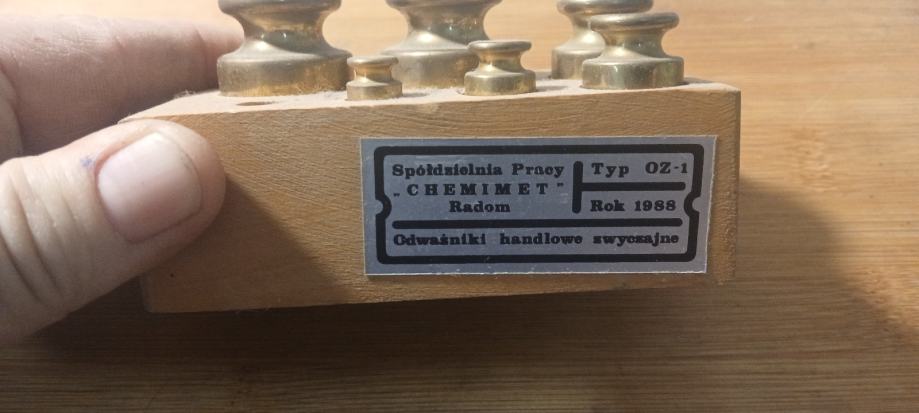 Spółdzielnia Pracy
„CHEMIMET"
Radom
Typ OZ-1
Rok 1988
Odważniki handlowe zwyczajne